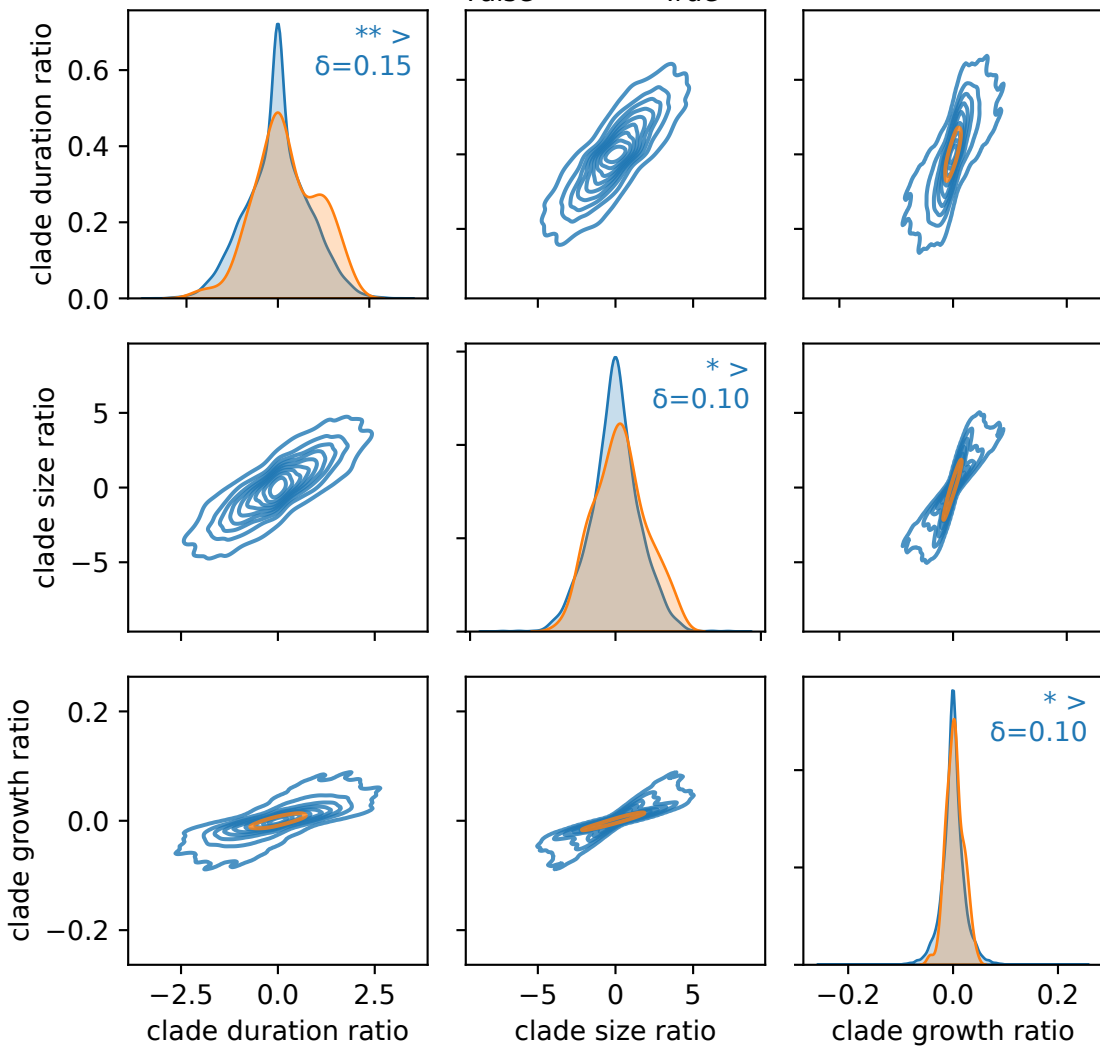 clade duration ratio
0.6
0.4
0.2
0.0
** >
δ=0.15
clade size ratio
5
0
−5
* >
δ=0.10
clade growth ratio
0.2
0.0
−0.2
* >
δ=0.10
−2.5 0.0 2.5
−5 0 5
−0.2 0.0 0.2
clade duration ratio
clade size ratio
clade growth ratio